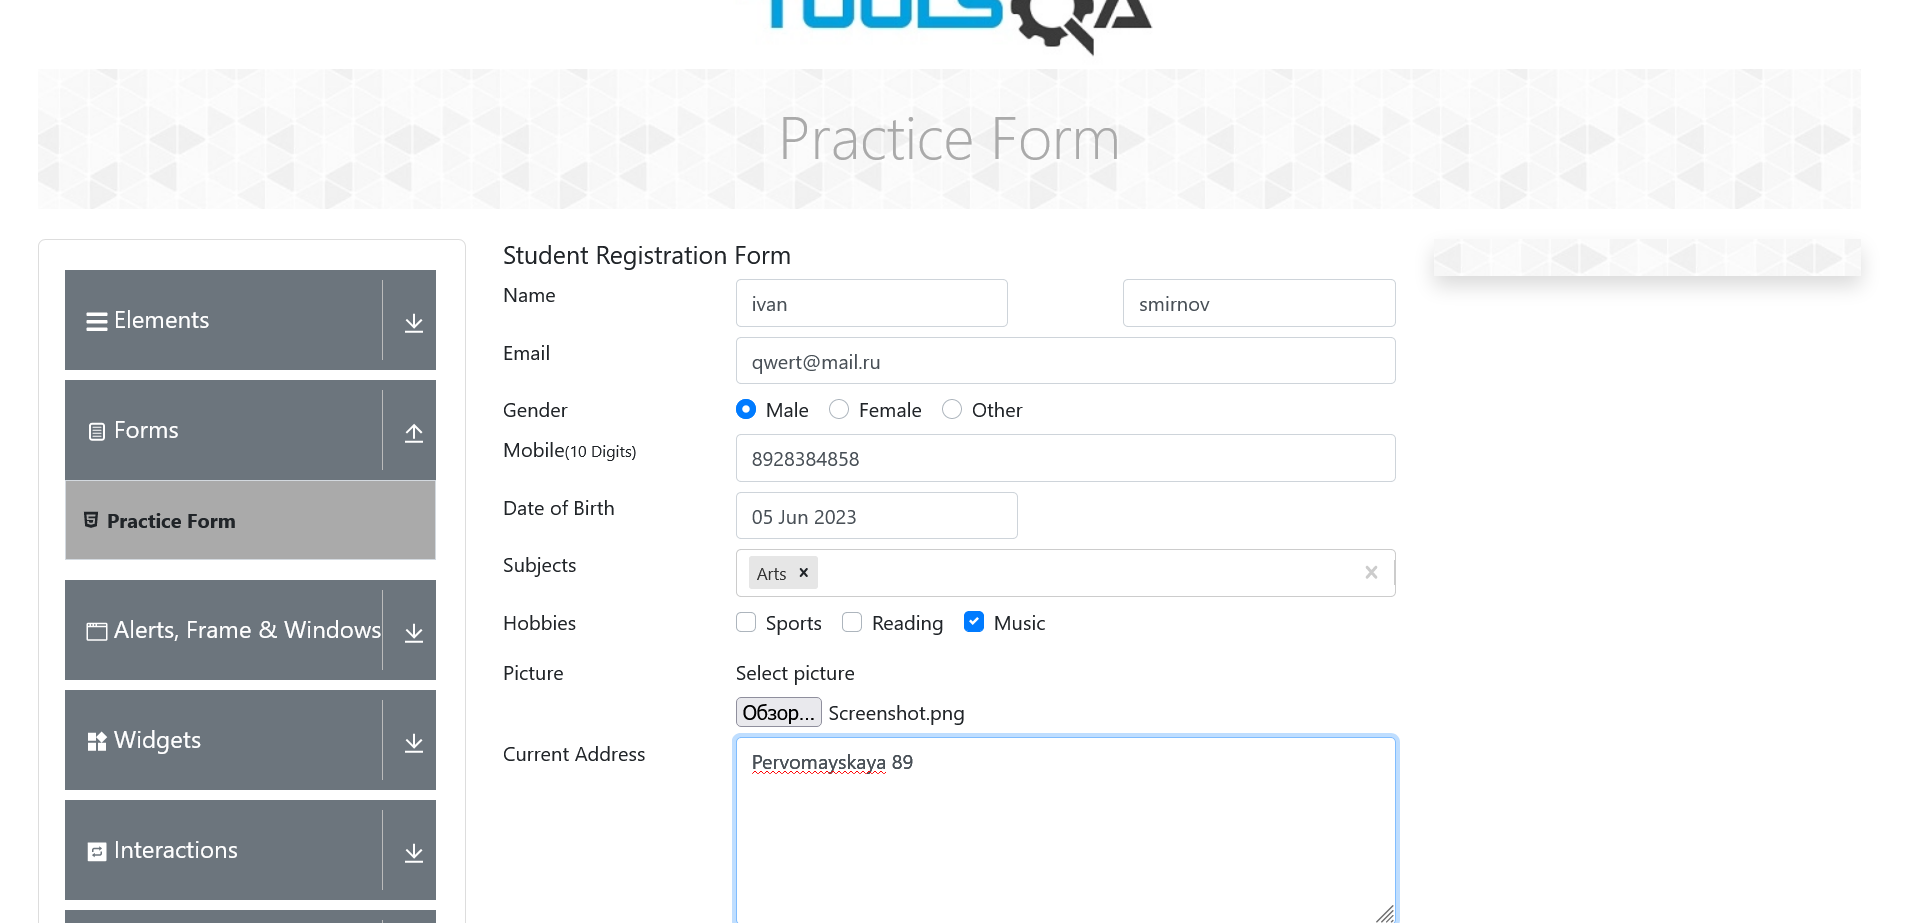 TOOLSQA
Practice Form
Elements
Forms
Practice Form
Alerts, Frame & Windows
Widgets
Interactions
Student Registration Form
Name
ivan
smirnov
Email
qwert@mail.ru
Gender
Male
Female
Other
Mobile(10 Digits)
8928384858
Date of Birth
05 Jun 2023
Subjects
Arts
Hobbies
Sports
Reading
Music
Picture
Select picture
Обзор... Screenshot.png
Current Address
Pervomayskaya 89